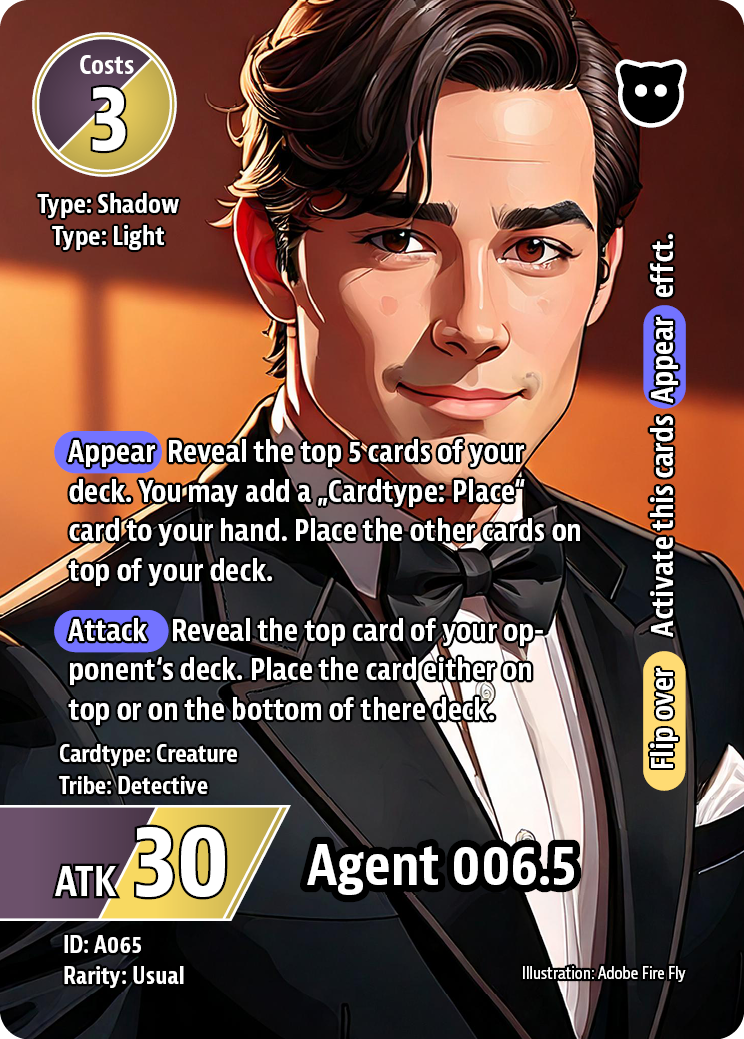 Costs
3
Type: Shadow
Type: Light
Appear Reveal the top 5 cards of your
deck. You may add a „Cardtype: Place“
card to your hand. Place the other cards on
top of your deck.
Attack Reveal the top card of your op-
ponent‘s deck. Place the card either on
top or on the bottom of there deck.
Flip over Activate this cards Appear effct.
Cardtype: Creature
Tribe: Detective
ATK 30
Agent 006.5
ID: A065
Rarity: Usual
Illustration: Adobe Fire Fly